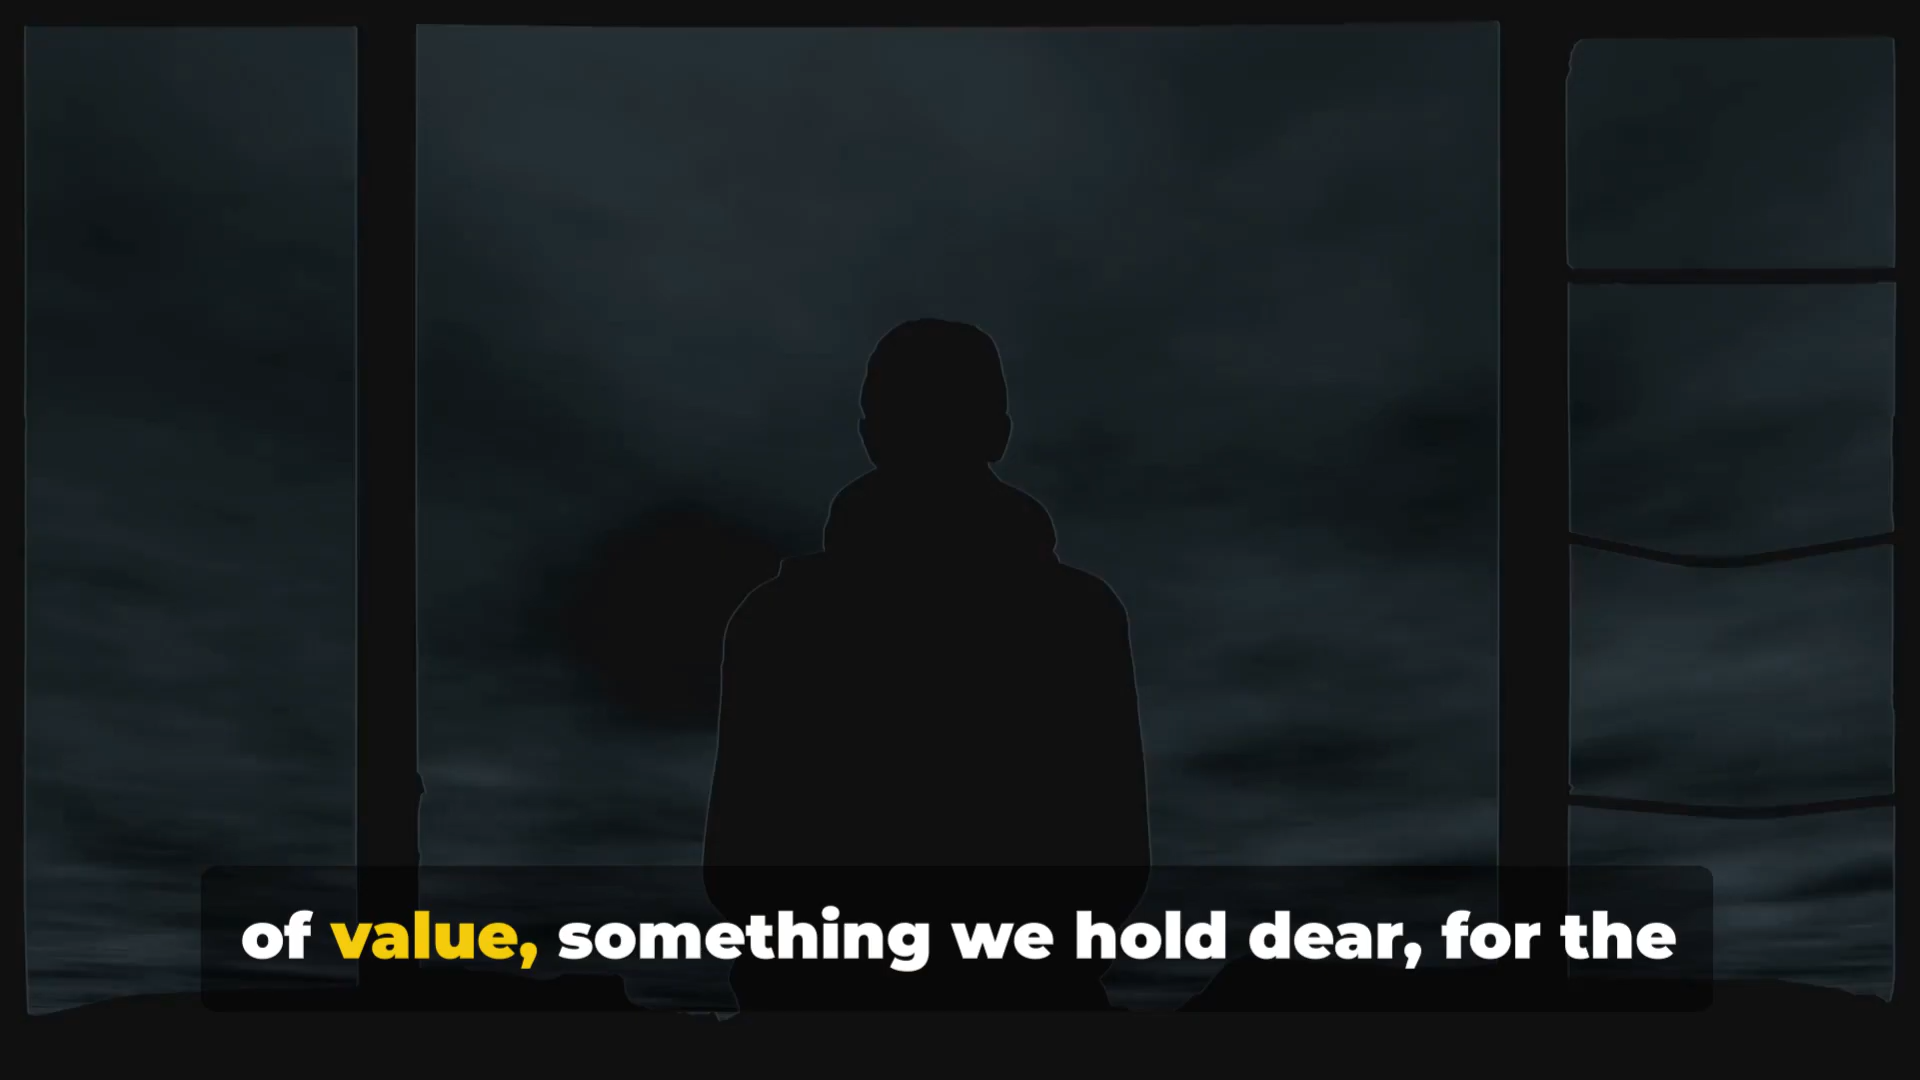 of value, something we hold dear, for the